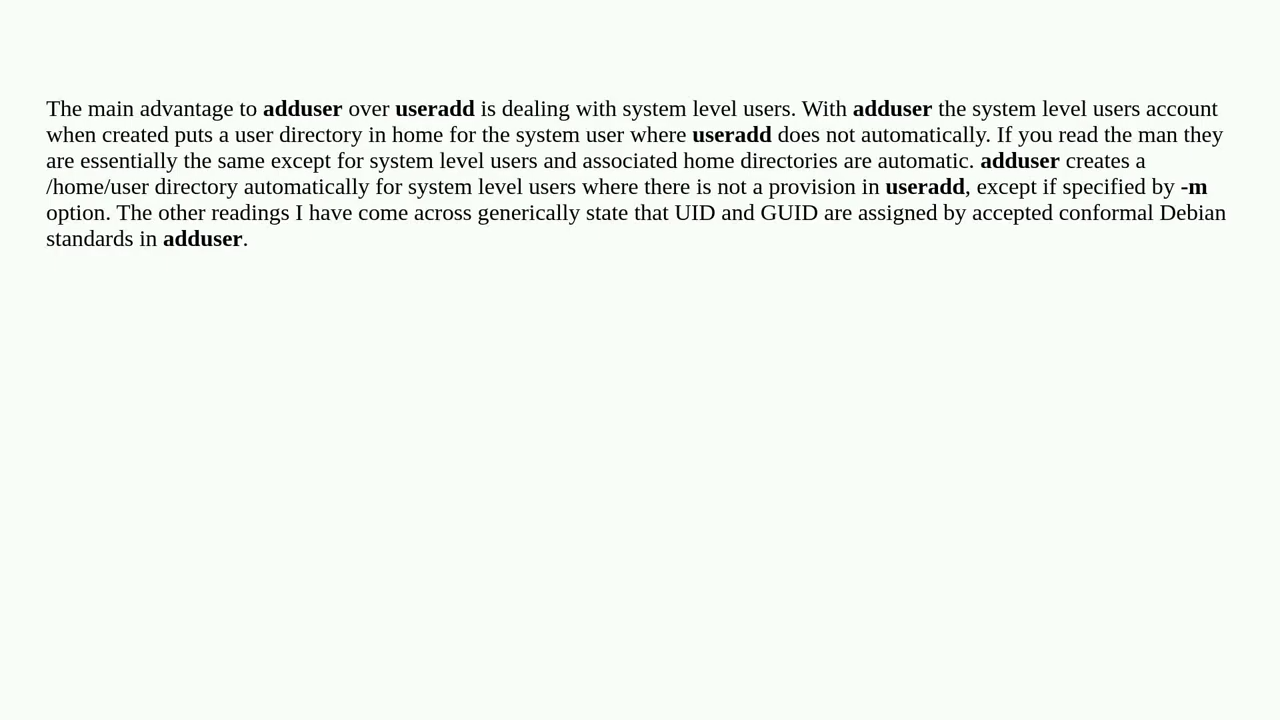 The main advantage to adduser over useradd is dealing with system level users. With adduser the system level users account
when created puts a user directory in home for the system user where useradd does not automatically. If you read the man they
are essentially the same except for system level users and associated home directories are automatic. adduser creates a
/home/user directory automatically for system level users where there is not a provision in useradd, except if specified by -m
option. The other readings I have come across generically state that UID and GUID are assigned by accepted conformal Debian
standards in adduser.